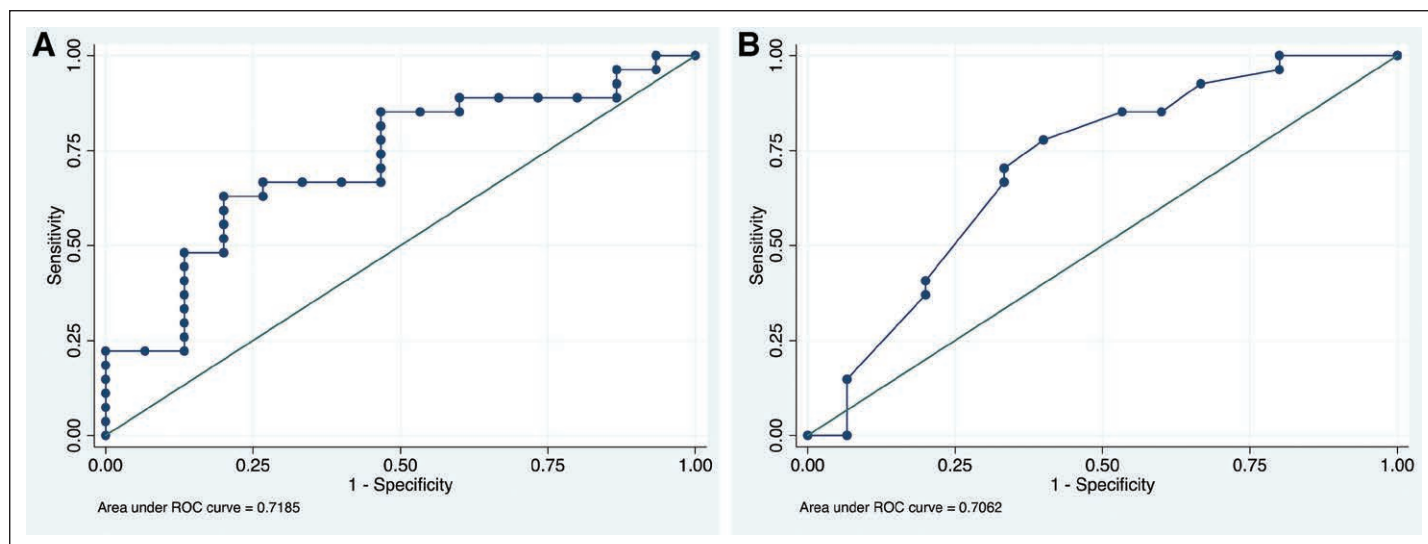 A
Sensitivity
1.00
0.75
0.50
0.25
0.00
0.00 0.25 0.50 0.75 1.00
1 - Specificity
Area under ROC curve = 0.7185
B
Sensitivity
1.00
0.75
0.50
0.25
0.00
0.00 0.25 0.50 0.75 1.00
1 - Specificity
Area under ROC curve = 0.7062